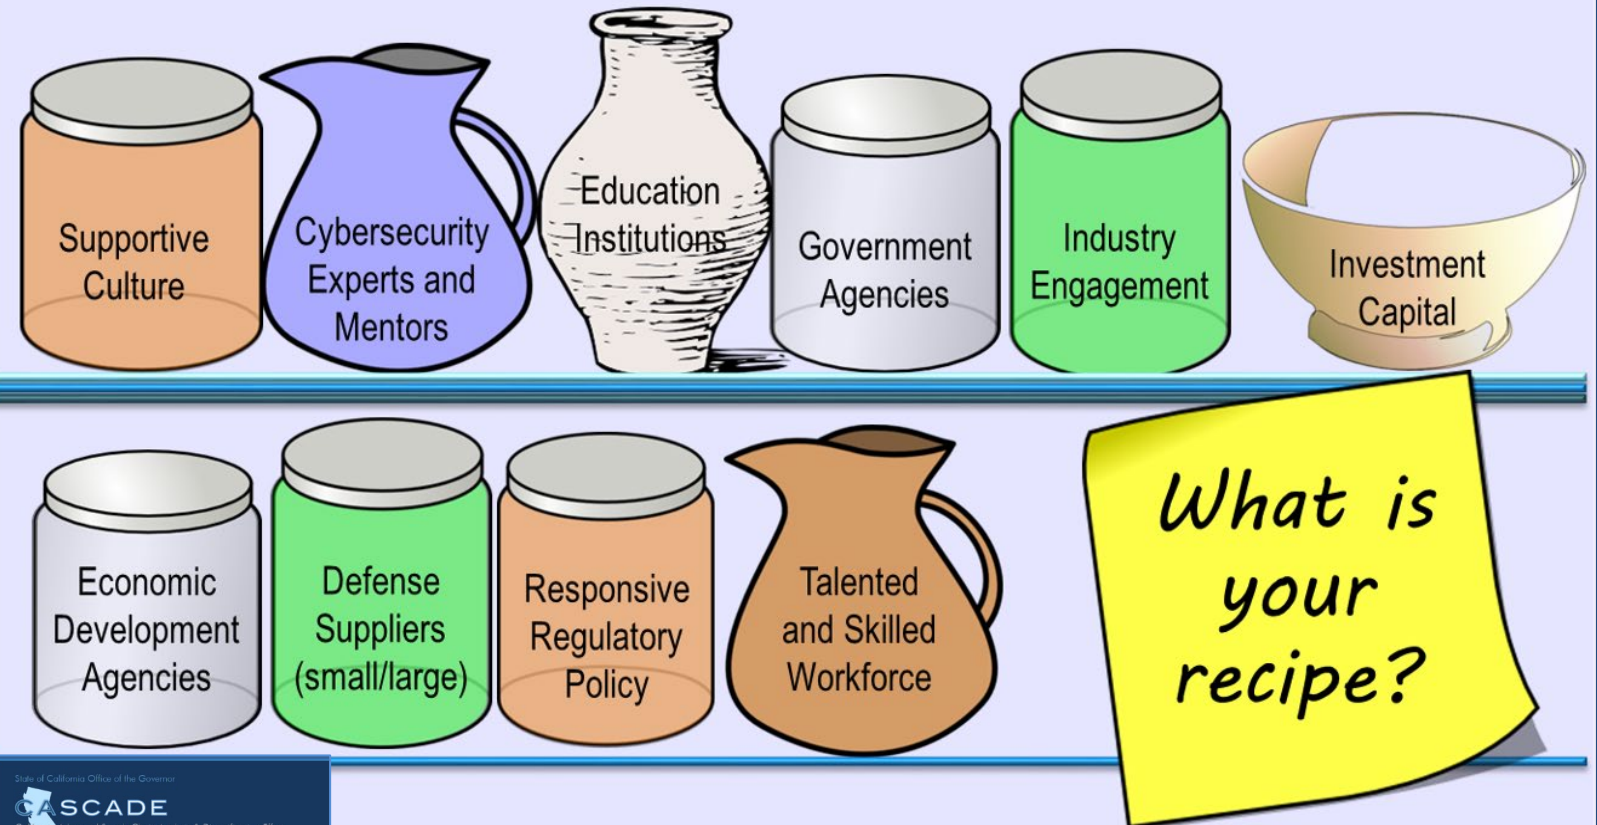 Supportive
Culture
Cybersecurity
Experts and
Mentors
Education
Institutions
Government
Agencies
Industry
Engagement
Investment
Capital
Economic
Development
Agencies
Defense
Suppliers
(small/large)
Responsive
Regulatory
Policy
Talented
and Skilled
Workforce
What is
your
recipe?
State of California Office of the Governor
CASCADE